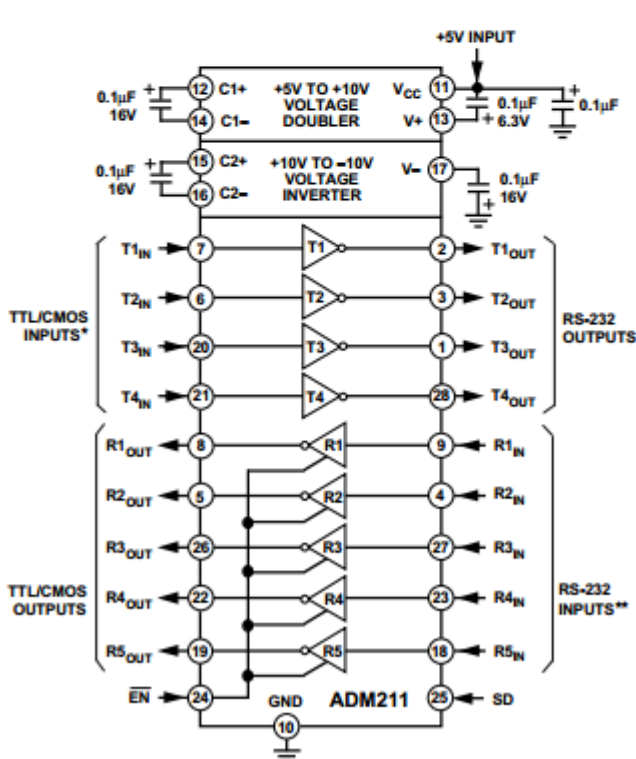 +5V INPUT
0.1µF 16V
12 C1+ +5V TO +10V VOLTAGE DOUBLER VCC 11
14 C1– V+ 13
0.1µF 6.3V
0.1µF
0.1µF 16V
15 C2+ +10V TO –10V VOLTAGE INVERTER V– 17
16 C2–
0.1µF 16V
TTL/CMOS INPUTS*
T1IN 7 T1 2 T1OUT
T2IN 6 T2 3 T2OUT
T3IN 20 T3 1 T3OUT
T4IN 21 T4 28 T4OUT
RS-232 OUTPUTS
TTL/CMOS OUTPUTS
R1OUT 8 R1 9 R1IN
R2OUT 5 R2 4 R2IN
R3OUT 26 R3 27 R3IN
R4OUT 22 R4 23 R4IN
R5OUT 19 R5 18 R5IN
RS-232 INPUTS**
EN 24 GND ADM211 25 SD
10